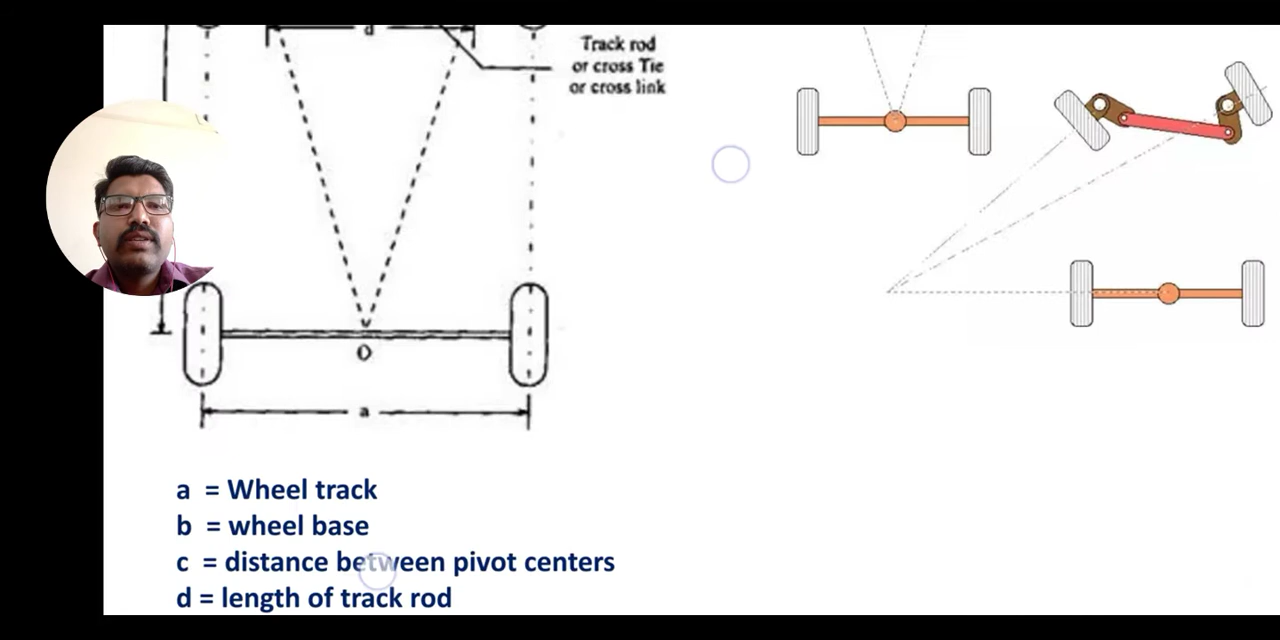 d
Track rod
or cross Tie
or cross link
O
a
a = Wheel track
b = wheel base
c = distance between pivot centers
d = length of track rod